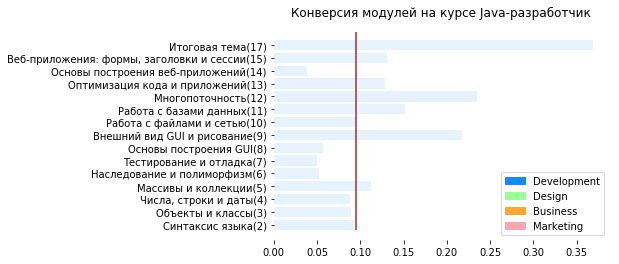 Конверсия модулей на курсе Java-разработчик
Итоговая тема(17)
Веб-приложения: формы, заголовки и сессии(15)
Основы построения веб-приложений(14)
Оптимизация кода и приложений(13)
Многопоточность(12)
Работа с базами данных(11)
Работа с файлами и сетью(10)
Внешний вид GUI и рисование(9)
Основы построения GUI(8)
Тестирование и отладка(7)
Наследование и полиморфизм(6)
Массивы и коллекции(5)
Числа, строки и даты(4)
Объекты и классы(3)
Синтаксис языка(2)
Development
Design
Business
Marketing
0.00 0.05 0.10 0.15 0.20 0.25 0.30 0.35